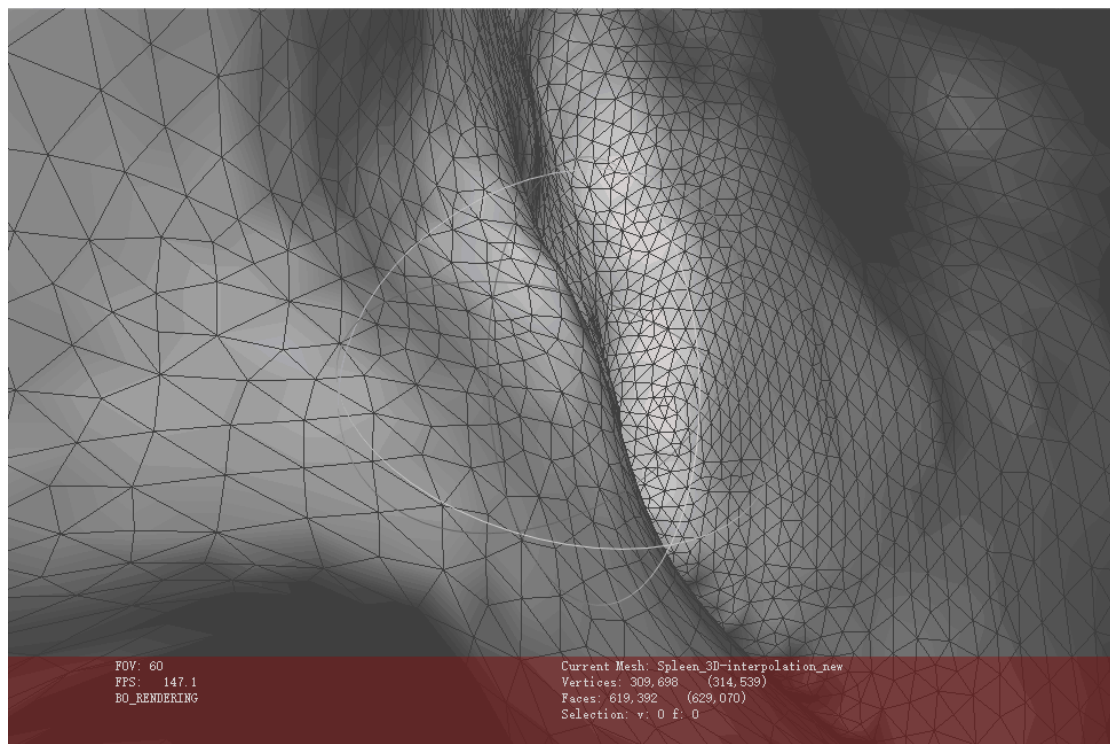 FOV: 60
FPS: 147.1
BO_RENDERING
Current Mesh: Spleen_3D-interpolation_new
Vertices: 309,698 (314,539)
Faces: 619,392 (629,070)
Selection: v: 0 f: 0